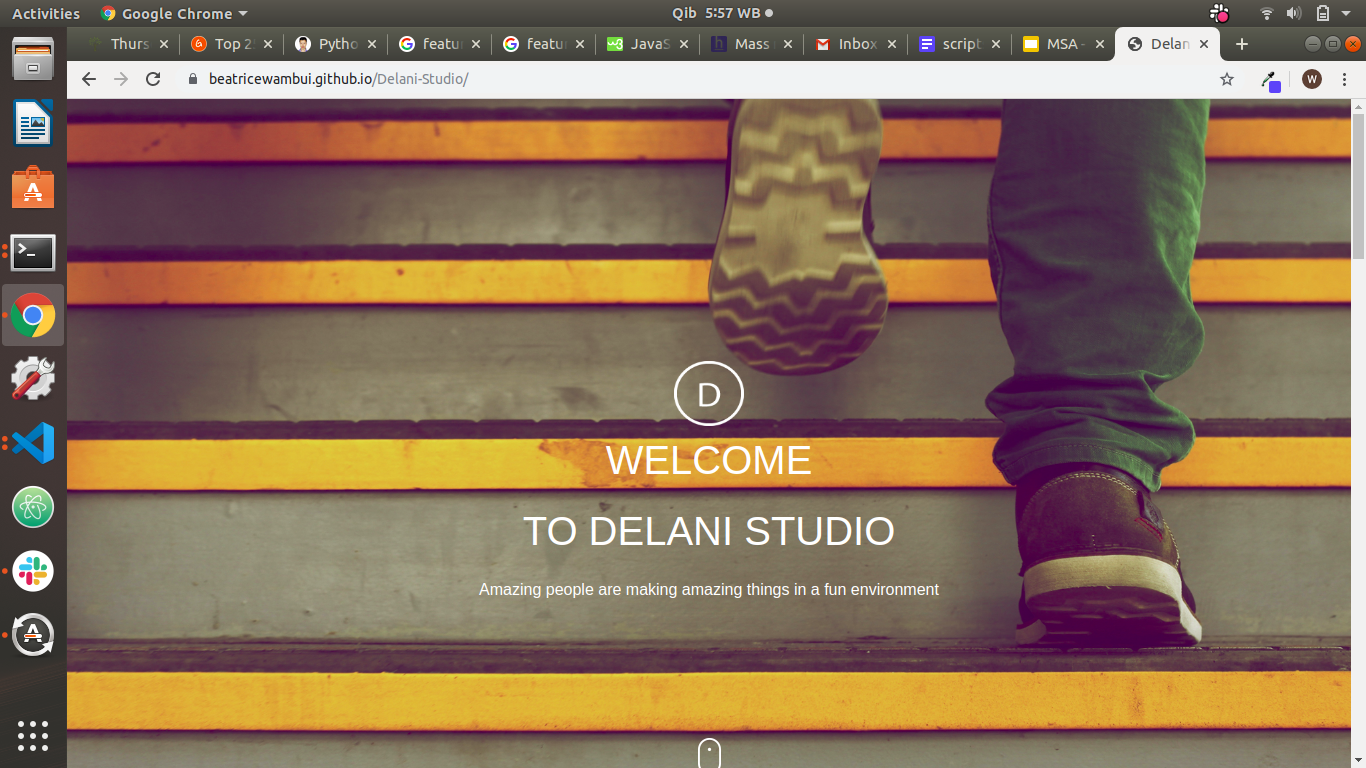 Activities Google Chrome Qib 5:57 WB
Thurs Top 2 Pytho featu featu JavaS Mass Inbox script MSA - Delan
beatricewambui.github.io/Delani-Studio/ W
D
WELCOME
TO DELANI STUDIO
Amazing people are making amazing things in a fun environment